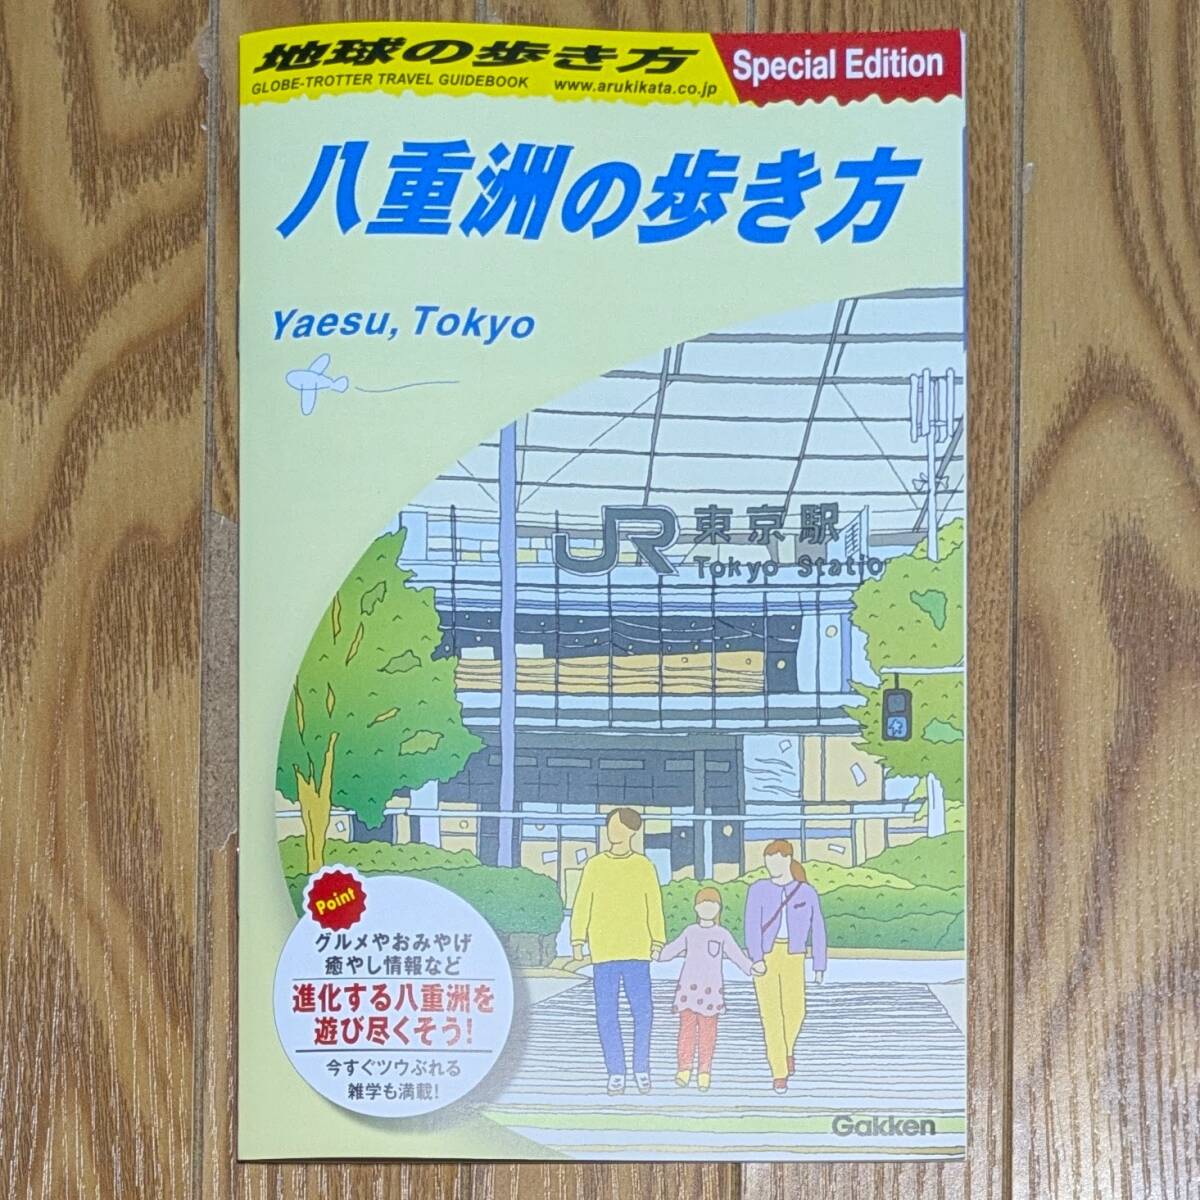 地球の歩き方
GLOBE-TROTTER TRAVEL GUIDEBOOK www.arukikata.co.jp
Special Edition
八重洲の歩き方
Yaesu, Tokyo
JR 東京駅
Tokyo Statio
Point
グルメやおみやげ
癒やし情報など
進化する八重洲を
遊び尽くそう!
今すぐツウぶれる
雑学も満載!
Gakken